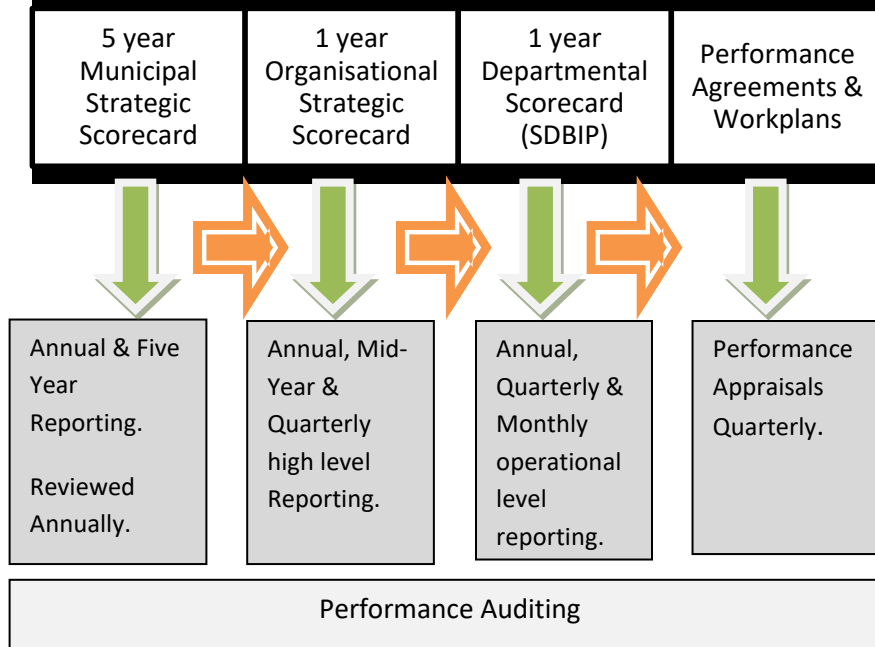 5 year
Municipal
Strategic
Scorecard
1 year
Organisational
Strategic
Scorecard
1 year
Departmental
Scorecard
(SDBIP)
Performance
Agreements &
Workplans
Annual & Five
Year
Reporting.
Reviewed
Annually.
Annual, Mid-
Year &
Quarterly
high level
Reporting.
Annual,
Quarterly &
Monthly
operational
level
reporting.
Performance
Appraisals
Quarterly.
Performance Auditing